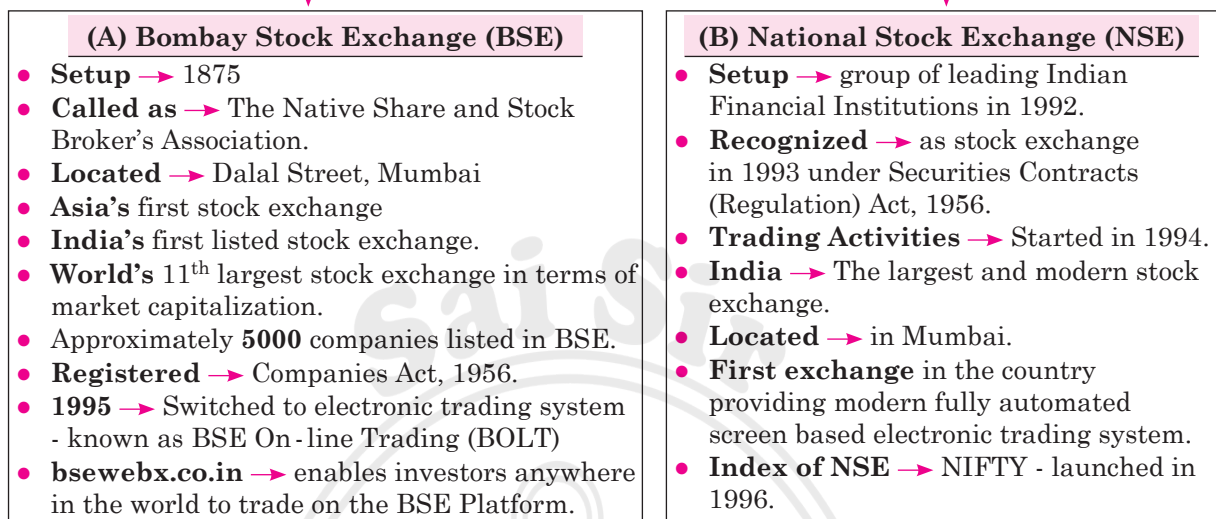 (A) Bombay Stock Exchange (BSE)
● Setup → 1875
● Called as → The Native Share and Stock
Broker's Association.
● Located → Dalal Street, Mumbai
● Asia's first stock exchange
● India's first listed stock exchange.
● World's 11th largest stock exchange in terms of
market capitalization.
● Approximately 5000 companies listed in BSE.
● Registered → Companies Act, 1956.
● 1995 → Switched to electronic trading system
- known as BSE On-line Trading (BOLT)
● bsewebx.co.in → enables investors anywhere
in the world to trade on the BSE Platform.
(B) National Stock Exchange (NSE)
● Setup → group of leading Indian
Financial Institutions in 1992.
● Recognized → as stock exchange
in 1993 under Securities Contracts
(Regulation) Act, 1956.
● Trading Activities → Started in 1994.
● India → The largest and modern stock
exchange.
● Located → in Mumbai.
● First exchange in the country
providing modern fully automated
screen based electronic trading system.
● Index of NSE → NIFTY - launched in
1996.
Sai Sir